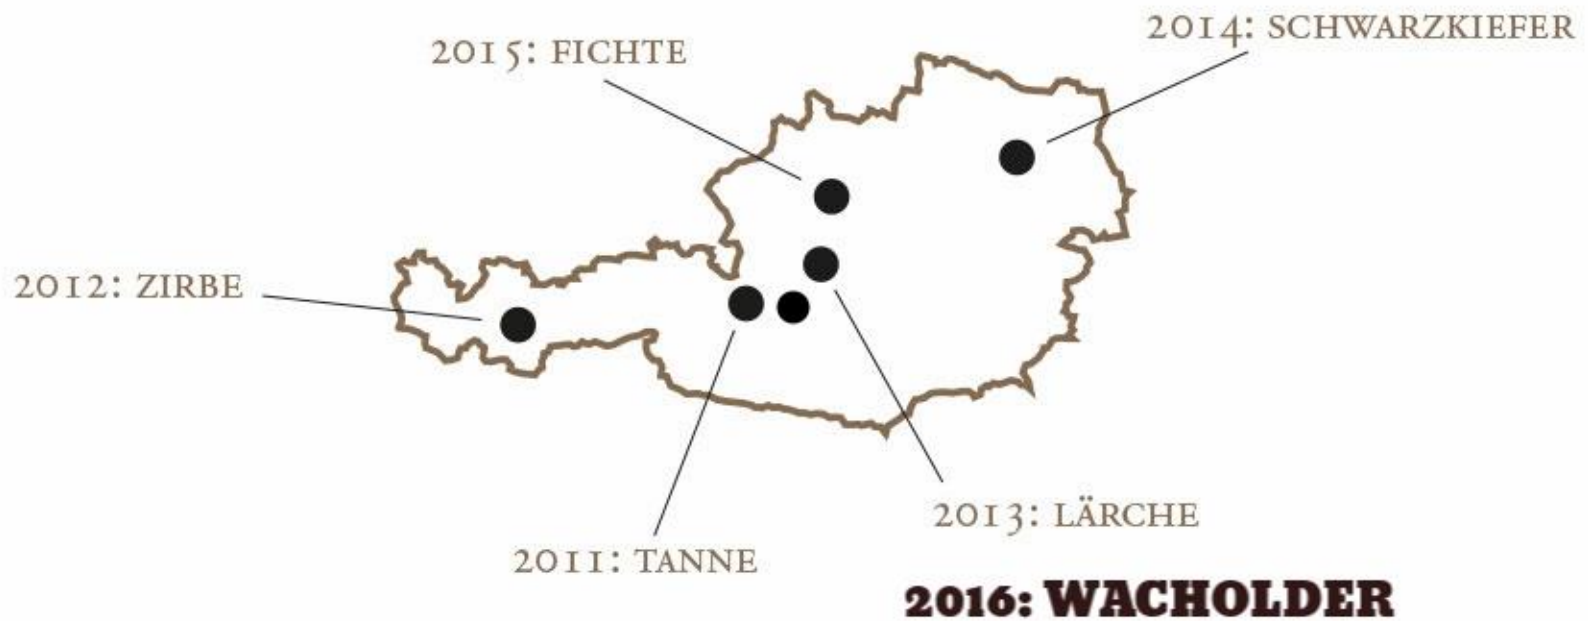 2014: SCHWARZKIEFER
2015: FICHTE
2012: ZIRBE
2013: LÄRCHE
2011: TANNE
2016: WACHOLDER